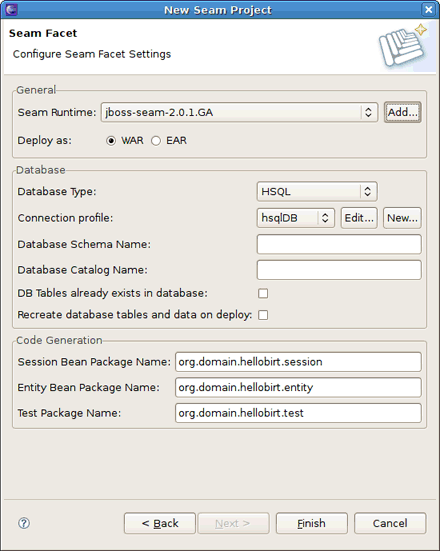 New Seam Project
Seam Facet
Configure Seam Facet Settings
General
Seam Runtime: jboss-seam-2.0.1.GA Add...
Deploy as: WAR EAR
Database
Database Type: HSQL
Connection profile: hsqlDB Edit... New...
Database Schema Name:
Database Catalog Name:
DB Tables already exists in database:
Recreate database tables and data on deploy:
Code Generation
Session Bean Package Name: org.domain.hellobirt.session
Entity Bean Package Name: org.domain.hellobirt.entity
Test Package Name: org.domain.hellobirt.test
? < Back Next > Finish Cancel